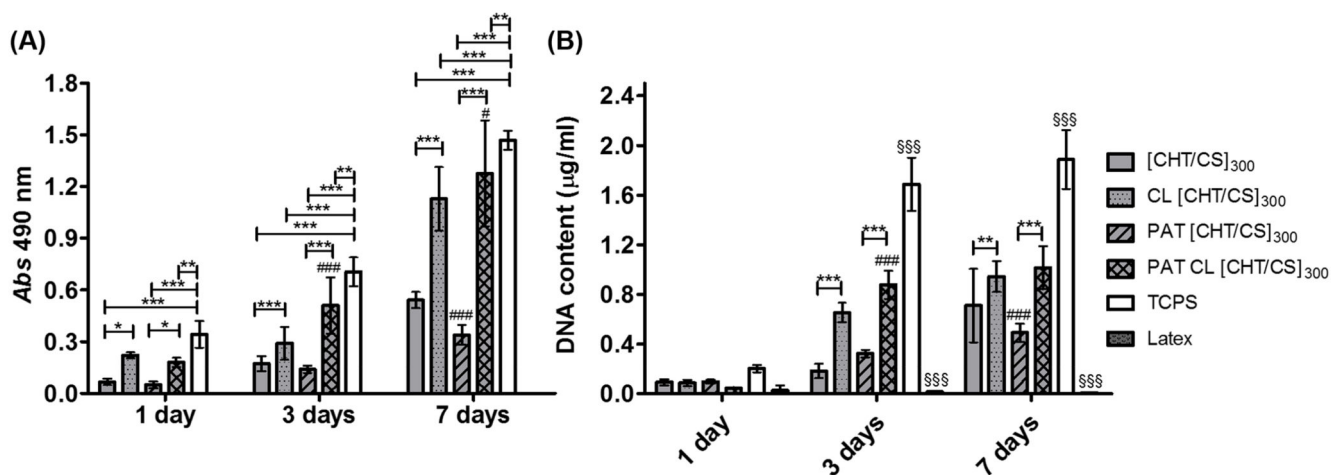 (A)
Abs 490 nm
1.8
1.5
1.2
0.9
0.6
0.3
0.0
***
*
*
***
**
***
***
***
***
***
**
###
***
***
***
***
***
**
###
#
1 day
3 days
7 days
(B)
DNA content (µg/ml)
2.4
2.0
1.6
1.2
0.8
0.4
0.0
***
***
###
§§§
§§§
**
***
###
§§§
§§§
1 day
3 days
7 days
[CHT/CS]300
CL [CHT/CS]300
PAT [CHT/CS]300
PAT CL [CHT/CS]300
TCPS
Latex